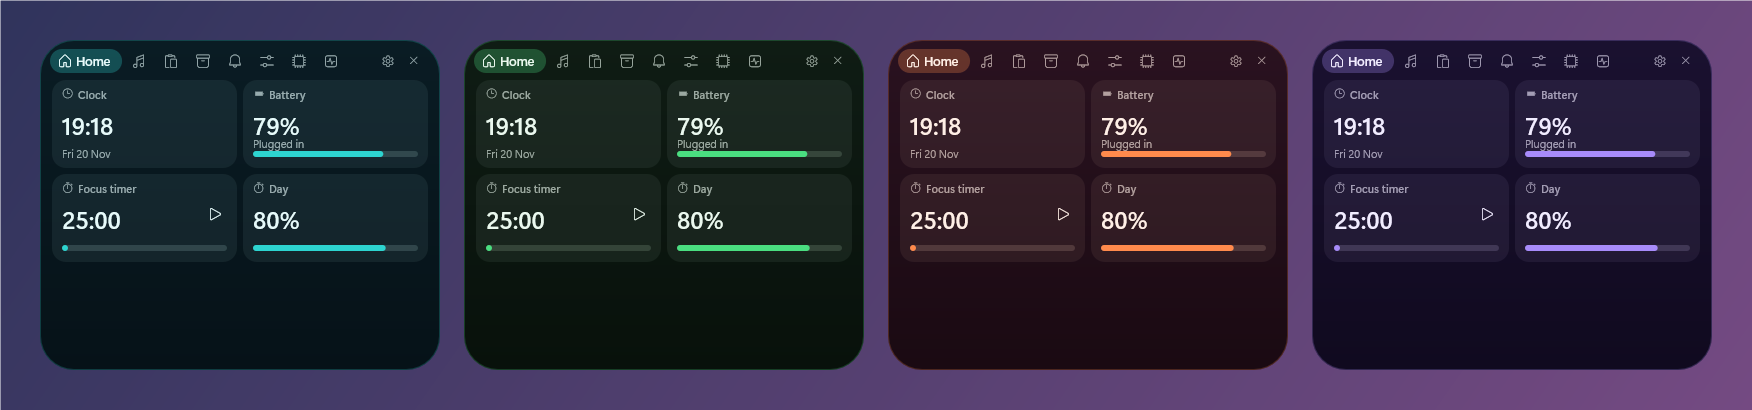 Home
Clock
19:18
Fri 20 Nov
Battery
79%
Plugged in
Focus timer
25:00
Day
80%
Home
Clock
19:18
Fri 20 Nov
Battery
79%
Plugged in
Focus timer
25:00
Day
80%
Home
Clock
19:18
Fri 20 Nov
Battery
79%
Plugged in
Focus timer
25:00
Day
80%
Home
Clock
19:18
Fri 20 Nov
Battery
79%
Plugged in
Focus timer
25:00
Day
80%